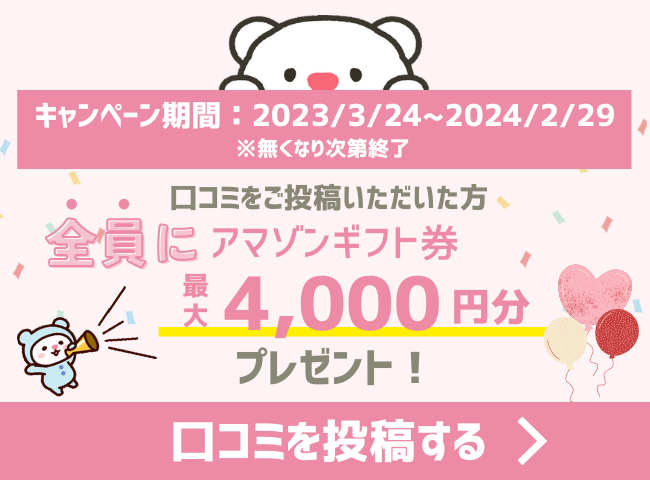 キャンペーン期間：2023/3/24~2024/2/29
※無くなり次第終了
口コミをご投稿いただいた方
全員にアマゾンギフト券
最大4,000円分
プレゼント！
口コミを投稿する